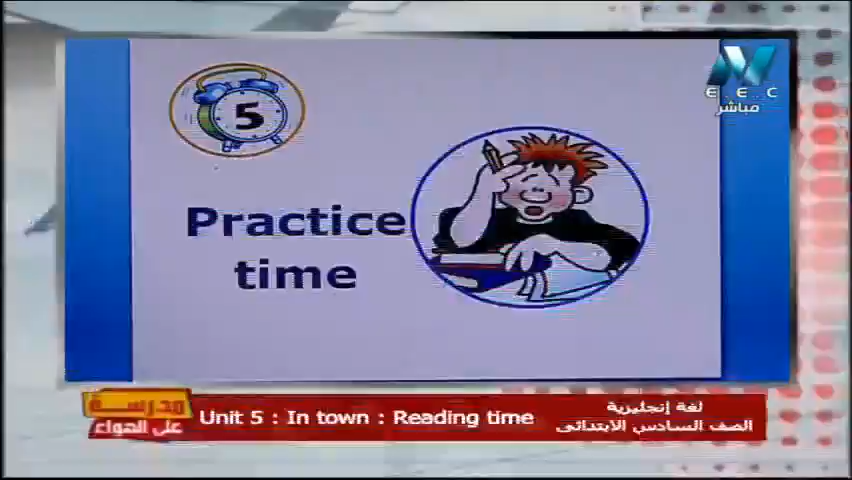 5
Practice
time
E . E . C
مباشر
مدرسة
على الهواء
Unit 5 : In town : Reading time
لغة إنجليزية
الصف السادس الابتدائى